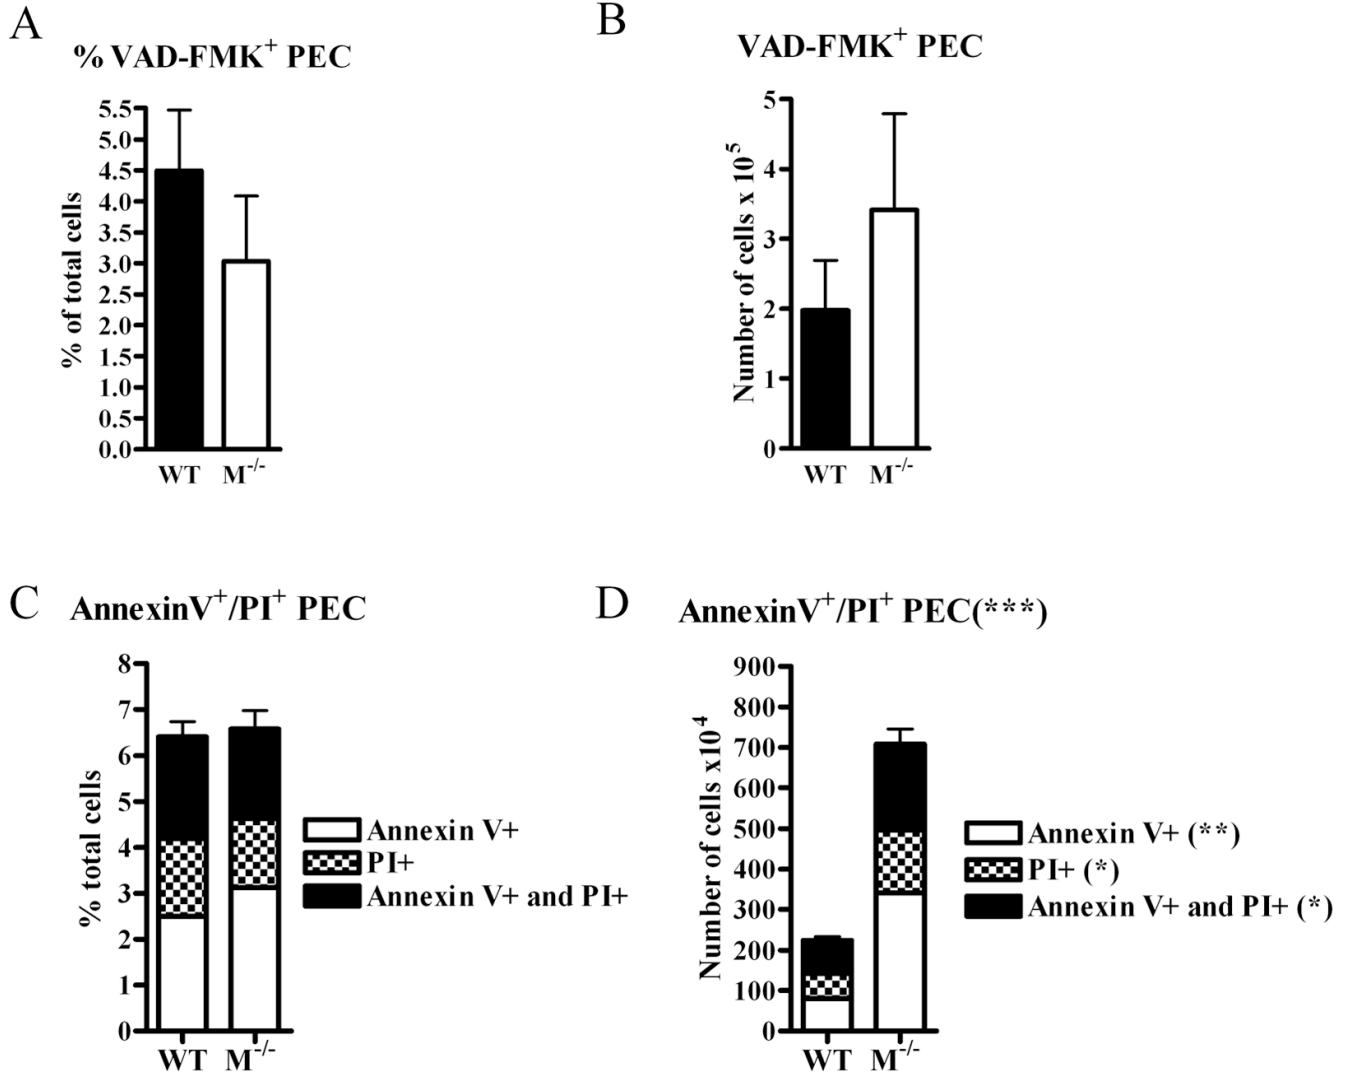 A
% VAD-FMK+ PEC
% of total cells
5.5
5.0
4.5
4.0
3.5
3.0
2.5
2.0
1.5
1.0
0.5
0.0
WT M-/-
B
VAD-FMK+ PEC
Number of cells x 10^5
5
4
3
2
1
0
WT M-/-
C
AnnexinV+/PI+ PEC
% total cells
8
7
6
5
4
3
2
1
0
WT M-/-
Annexin V+
PI+
Annexin V+ and PI+
D
AnnexinV+/PI+ PEC(***)
Number of cells x10^4
900
800
700
600
500
400
300
200
100
0
WT M-/-
Annexin V+ (**)
PI+ (*)
Annexin V+ and PI+ (*)